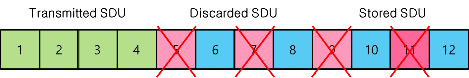 Transmitted SDU Discarded SDU Stored SDU
1 2 3 4 5 6 7 8 9 10 11 12